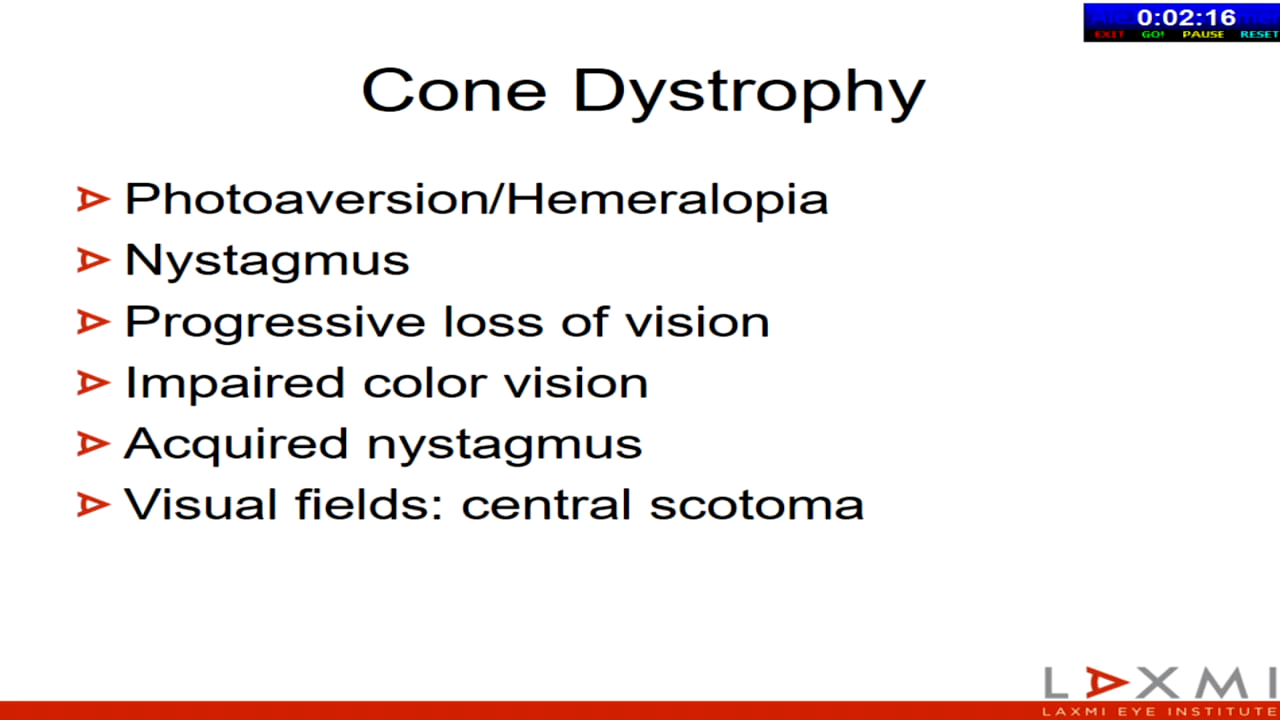 0:02:16
EXIT GO! PAUSE RESET
Cone Dystrophy
Photoaversion/Hemeralopia
Nystagmus
Progressive loss of vision
Impaired color vision
Acquired nystagmus
Visual fields: central scotoma
LAXMI
LAXMI EYE INSTITUTE